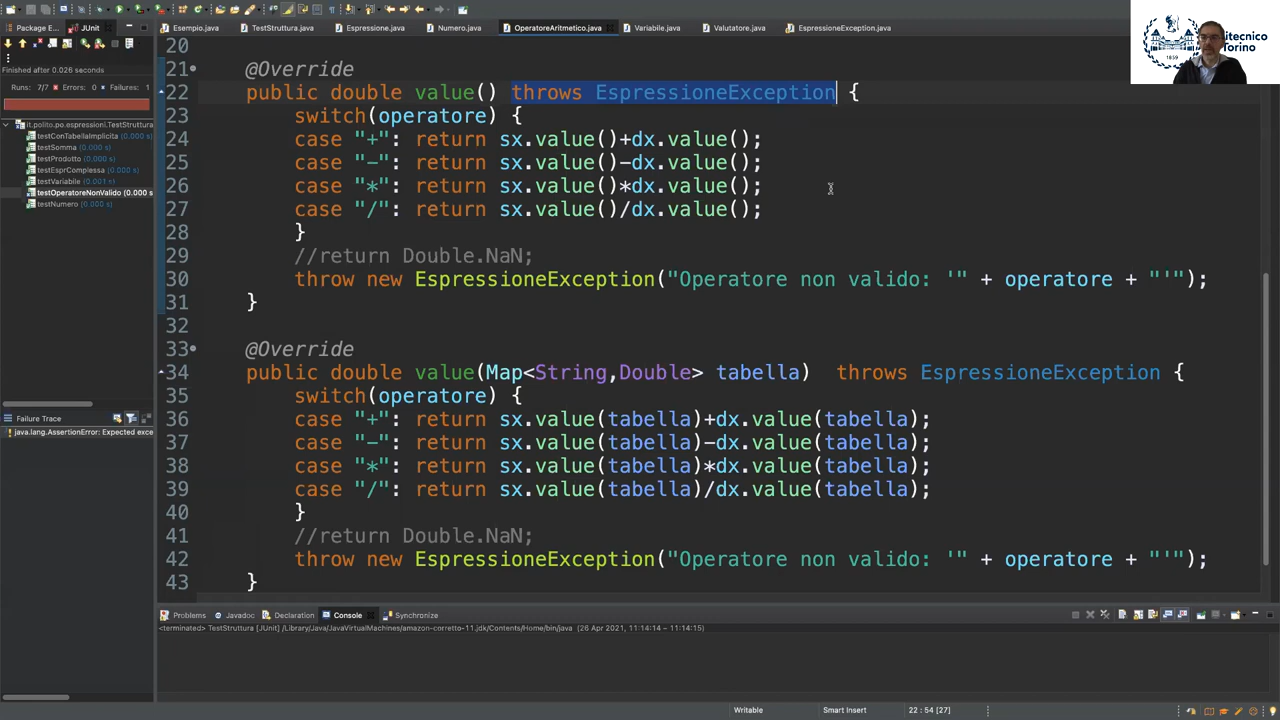 Esempio.java
TestStruttura.java
Espressione.java
Numero.java
OperatoreAritmetico.java
Variabile.java
Valutatore.java
EspressioneException.java
Package E...
JUnit
Finished after 0.026 seconds
Runs: 7/7
Errors: 0
Failures: 1
it.polito.po.espressioni.TestStruttura
testConTabellaImplicita (0.000 s)
testSomma (0.000 s)
testProdotto (0.000 s)
testEsprComplessa (0.000 s)
testVariabile (0.001 s)
testOperatoreNonValido (0.000 s
testNumero (0.000 s)
Failure Trace
java.lang.AssertionError: Expected exce
20
21 @Override
22 public double value() throws EspressioneException {
23 switch(operatore) {
24 case "+": return sx.value()+dx.value();
25 case "-": return sx.value()-dx.value();
26 case "*": return sx.value()*dx.value();
27 case "/": return sx.value()/dx.value();
28 }
29 //return Double.NaN;
30 throw new EspressioneException("Operatore non valido: '" + operatore + "'");
31 }
32
33 @Override
34 public double value(Map<String,Double> tabella)  throws EspressioneException {
35 switch(operatore) {
36 case "+": return sx.value(tabella)+dx.value(tabella);
37 case "-": return sx.value(tabella)-dx.value(tabella);
38 case "*": return sx.value(tabella)*dx.value(tabella);
39 case "/": return sx.value(tabella)/dx.value(tabella);
40 }
41 //return Double.NaN;
42 throw new EspressioneException("Operatore non valido: '" + operatore + "'");
43 }
Problems
Javadoc
Declaration
Console
Synchronize
<terminated> TestStruttura [JUnit] /Library/Java/JavaVirtualMachines/amazon-corretto-11.jdk/Contents/Home/bin/java (26 Apr 2021, 11:14:14 – 11:14:15)
Writable
Smart Insert
22 : 54 [27]
1859